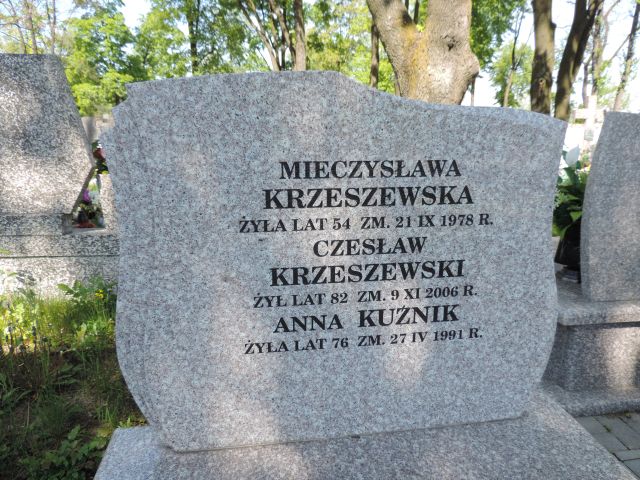 MIECZYSŁAWA
KRZESZEWSKA
ŻYŁA LAT 54 ZM. 21 IX 1978 R.
CZESŁAW
KRZESZEWSKI
ŻYŁ LAT 82 ZM. 9 XI 2006 R.
ANNA KUŹNIK
ŻYŁA LAT 76 ZM. 27 IV 1991 R.